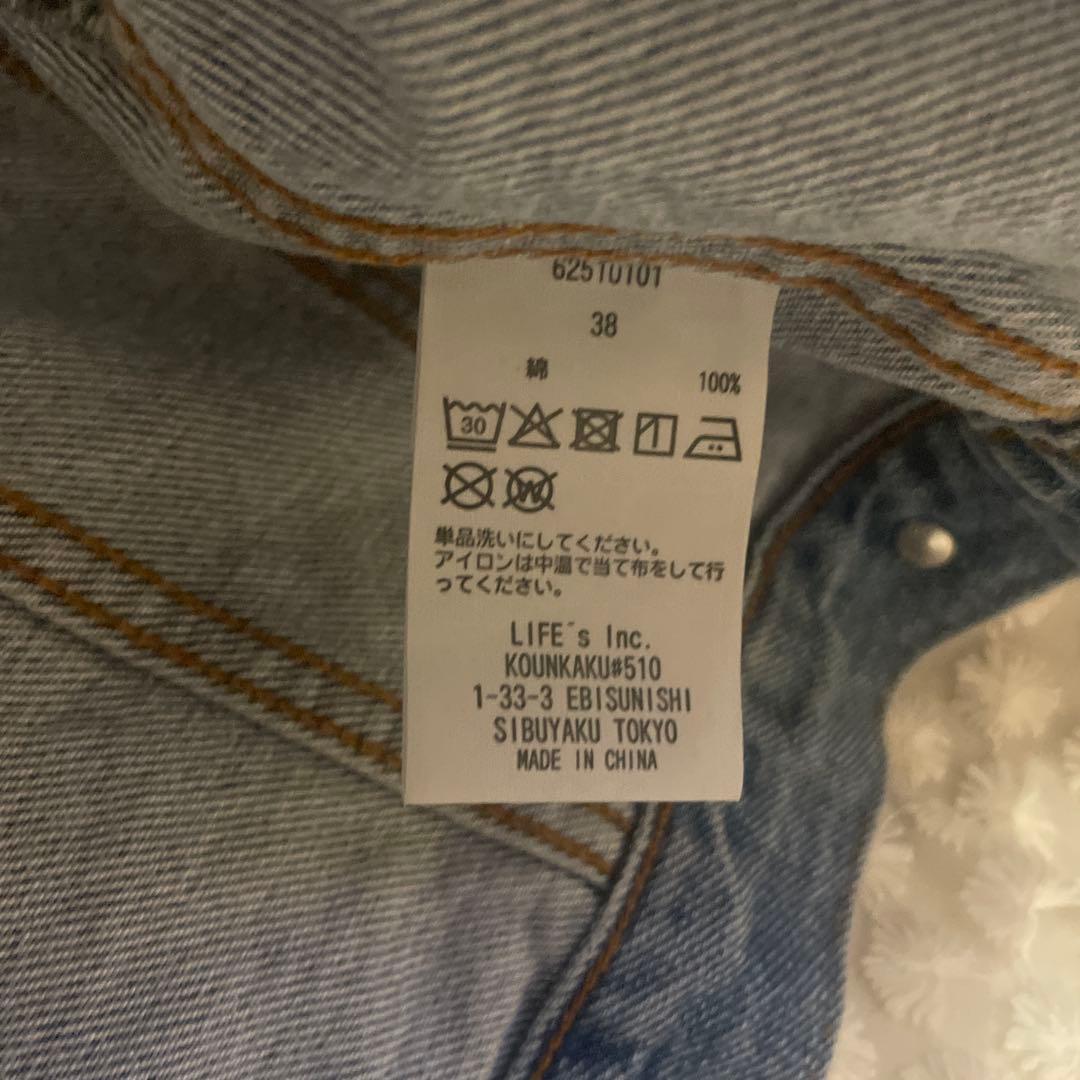 62510101
38
綿 100%
30
W
単品洗いにしてください。
アイロンは中温で当て布をして行
ってください。
LIFE´s Inc.
KOUNKAKU#510
1-33-3 EBISUNISHI
SIBUYAKU TOKYO
MADE IN CHINA